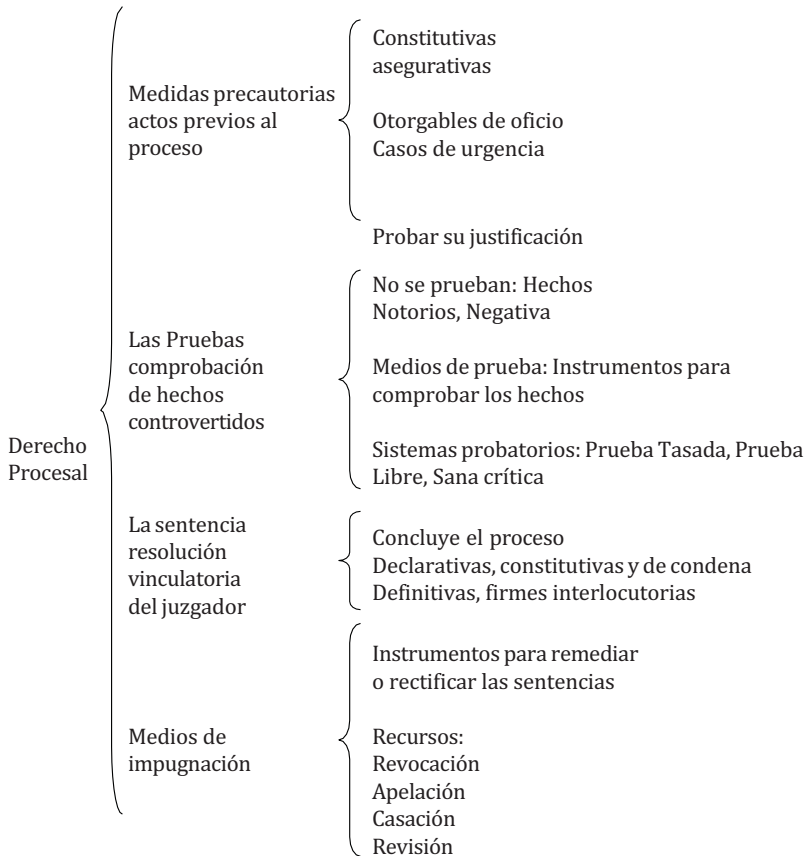 Derecho
Procesal
Medidas precautorias
actos previos al
proceso
Constitutivas
asegurativas
Otorgables de oficio
Casos de urgencia
Probar su justificación
Las Pruebas
comprobación
de hechos
controvertidos
No se prueban: Hechos
Notorios, Negativa
Medios de prueba: Instrumentos para
comprobar los hechos
Sistemas probatorios: Prueba Tasada, Prueba
Libre, Sana crítica
La sentencia
resolución
vinculatoria
del juzgador
Concluye el proceso
Declarativas, constitutivas y de condena
Definitivas, firmes interlocutorias
Medios de
impugnación
Instrumentos para remediar
o rectificar las sentencias
Recursos:
Revocación
Apelación
Casación
Revisión